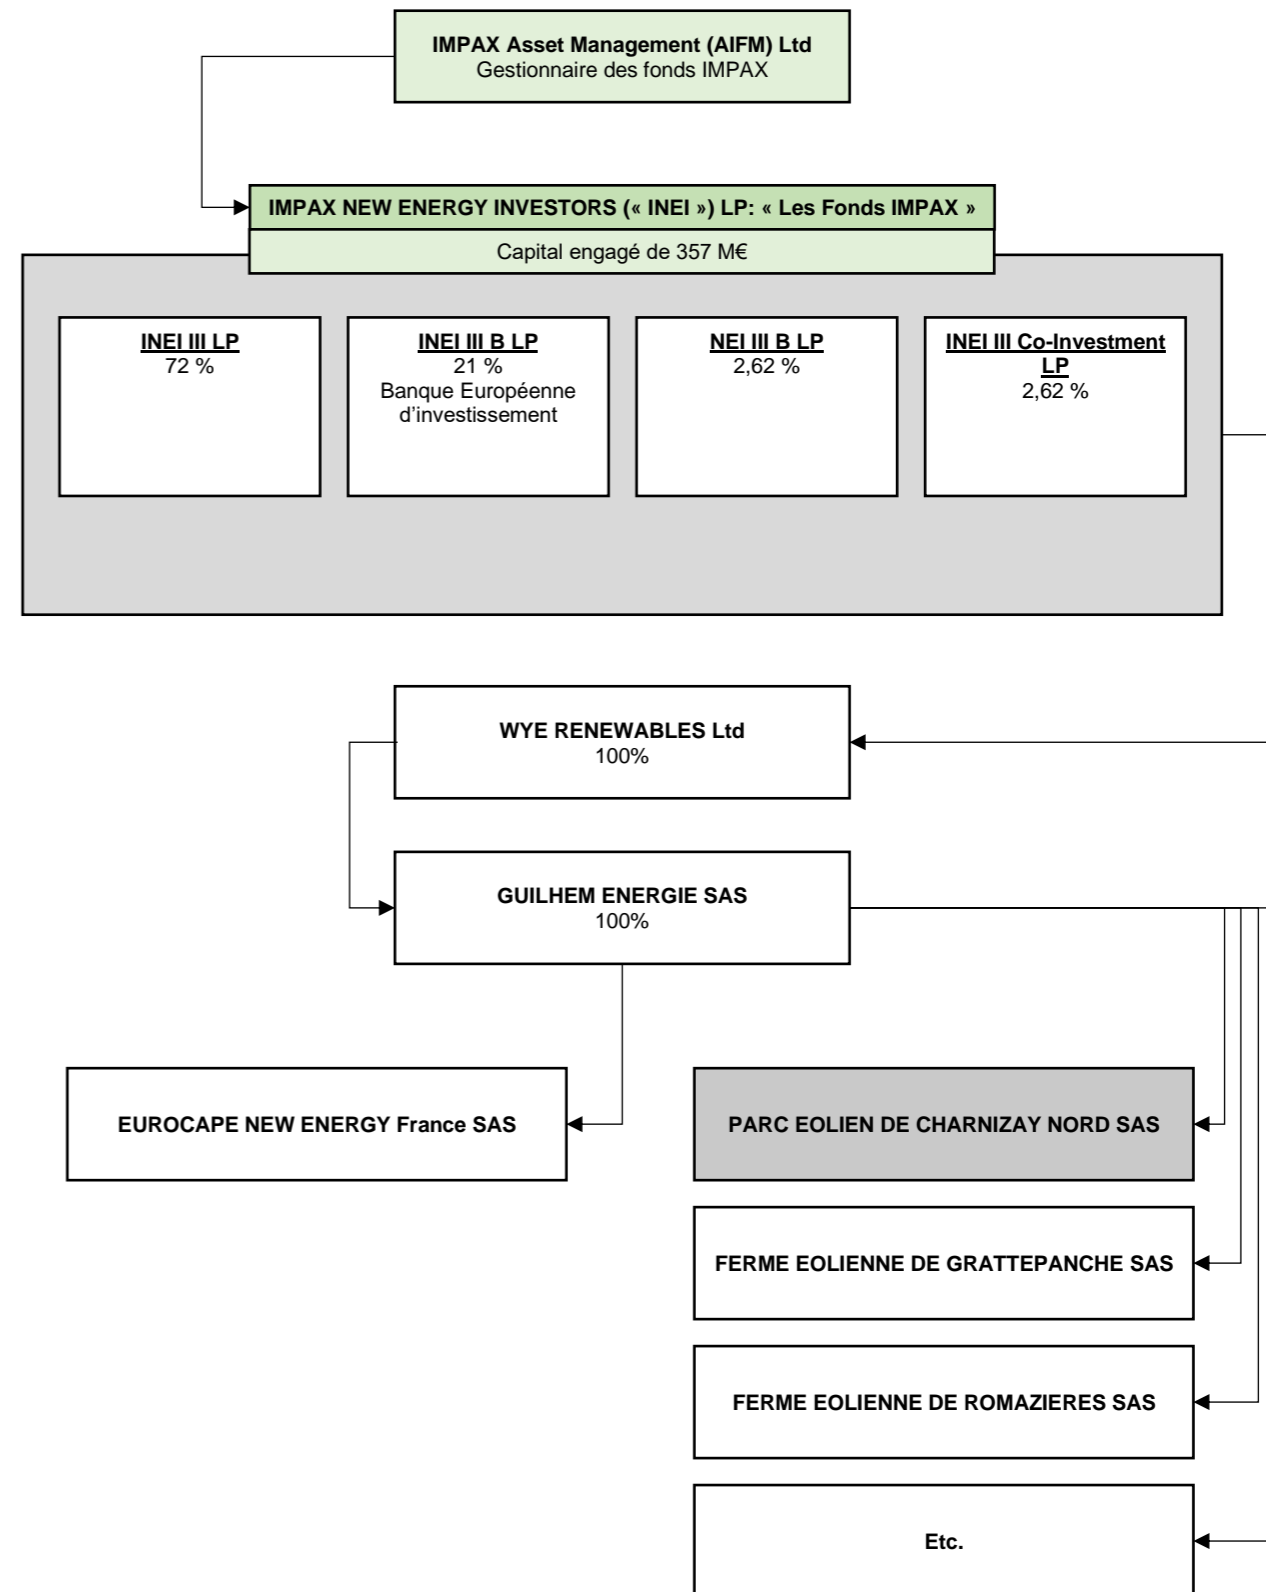 IMPAX Asset Management (AIFM) Ltd
Gestionnaire des fonds IMPAX
IMPAX NEW ENERGY INVESTORS (« INEI ») LP: « Les Fonds IMPAX »
Capital engagé de 357 M€
INEI III LP
72 %
INEI III B LP
21 %
Banque Européenne
d'investissement
NEI III B LP
2,62 %
INEI III Co-Investment
LP
2,62 %
WYE RENEWABLES Ltd
100%
GUILHEM ENERGIE SAS
100%
EUROCAPE NEW ENERGY France SAS
PARC EOLIEN DE CHARNIZAY NORD SAS
FERME EOLIENNE DE GRATTEPANCHE SAS
FERME EOLIENNE DE ROMAZIERES SAS
Etc.